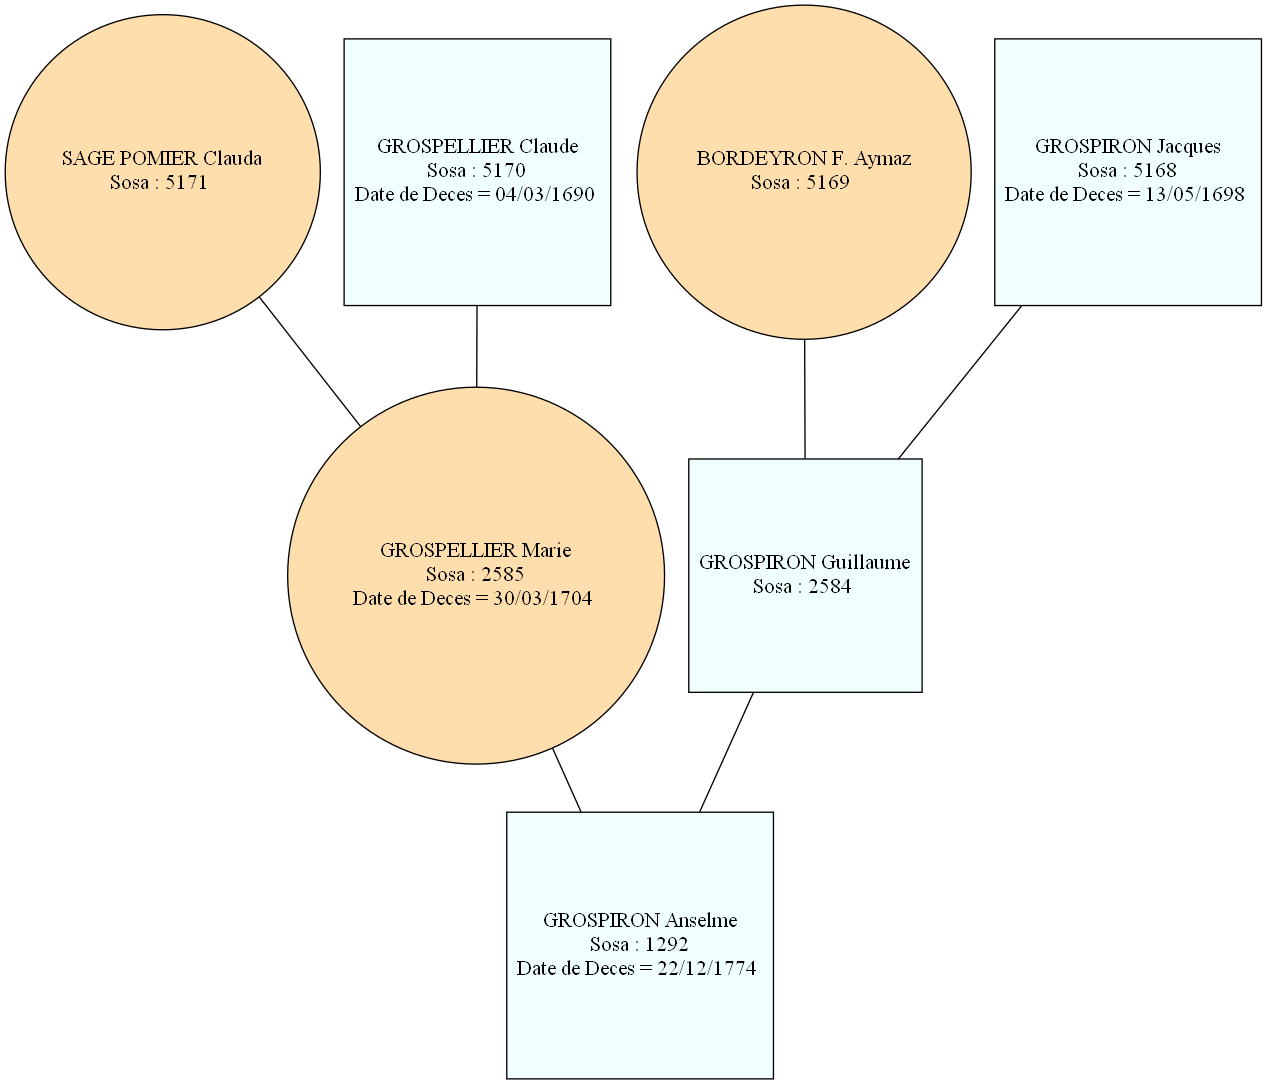 SAGE POMIER Clauda
Sosa : 5171
GROSPELLIER Claude
Sosa : 5170
Date de Deces = 04/03/1690
BORDEYRON F. Aymaz
Sosa : 5169
GROSPIRON Jacques
Sosa : 5168
Date de Deces = 13/05/1698
GROSPELLIER Marie
Sosa : 2585
Date de Deces = 30/03/1704
GROSPIRON Guillaume
Sosa : 2584
GROSPIRON Anselme
Sosa : 1292
Date de Deces = 22/12/1774